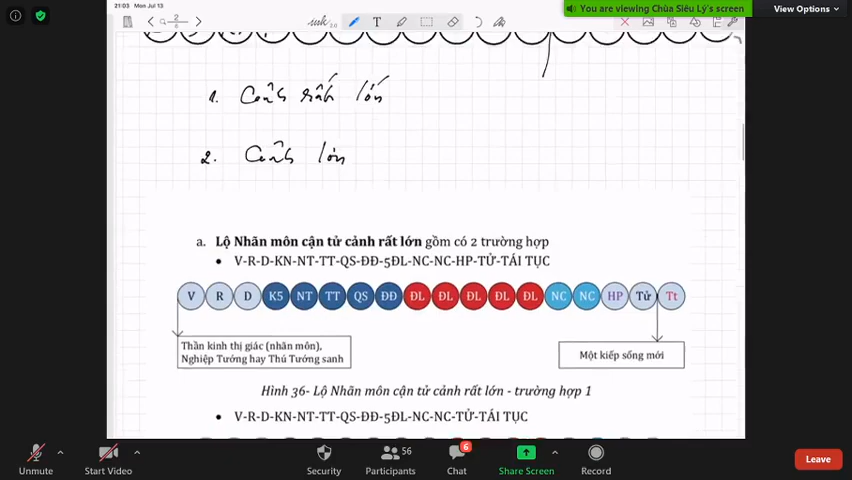 21:03 Mon Jul 13
2
6
ink 2.0
T
You are viewing Chùa Siêu Lý's screen
View Options
1. Cảnh rất lớn
2. Cảnh lớn
a. Lộ Nhãn môn cận tử cảnh rất lớn gồm có 2 trường hợp
• V-R-D-KN-NT-TT-QS-ĐĐ-5ĐL-NC-NC-HP-TỬ-TÁI TỤC
V R D K5 NT TT QS ĐĐ ĐL ĐL ĐL ĐL ĐL NC NC HP Tử Tt
Thần kinh thị giác (nhãn môn),
Nghiệp Tướng hay Thú Tướng sanh
Một kiếp sống mới
Hình 36- Lộ Nhãn môn cận tử cảnh rất lớn - trường hợp 1
• V-R-D-KN-NT-TT-QS-ĐĐ-5ĐL-NC-NC-TỬ-TÁI TỤC
56
6
Unmute
Start Video
Security
Participants
Chat
Share Screen
Record
Leave